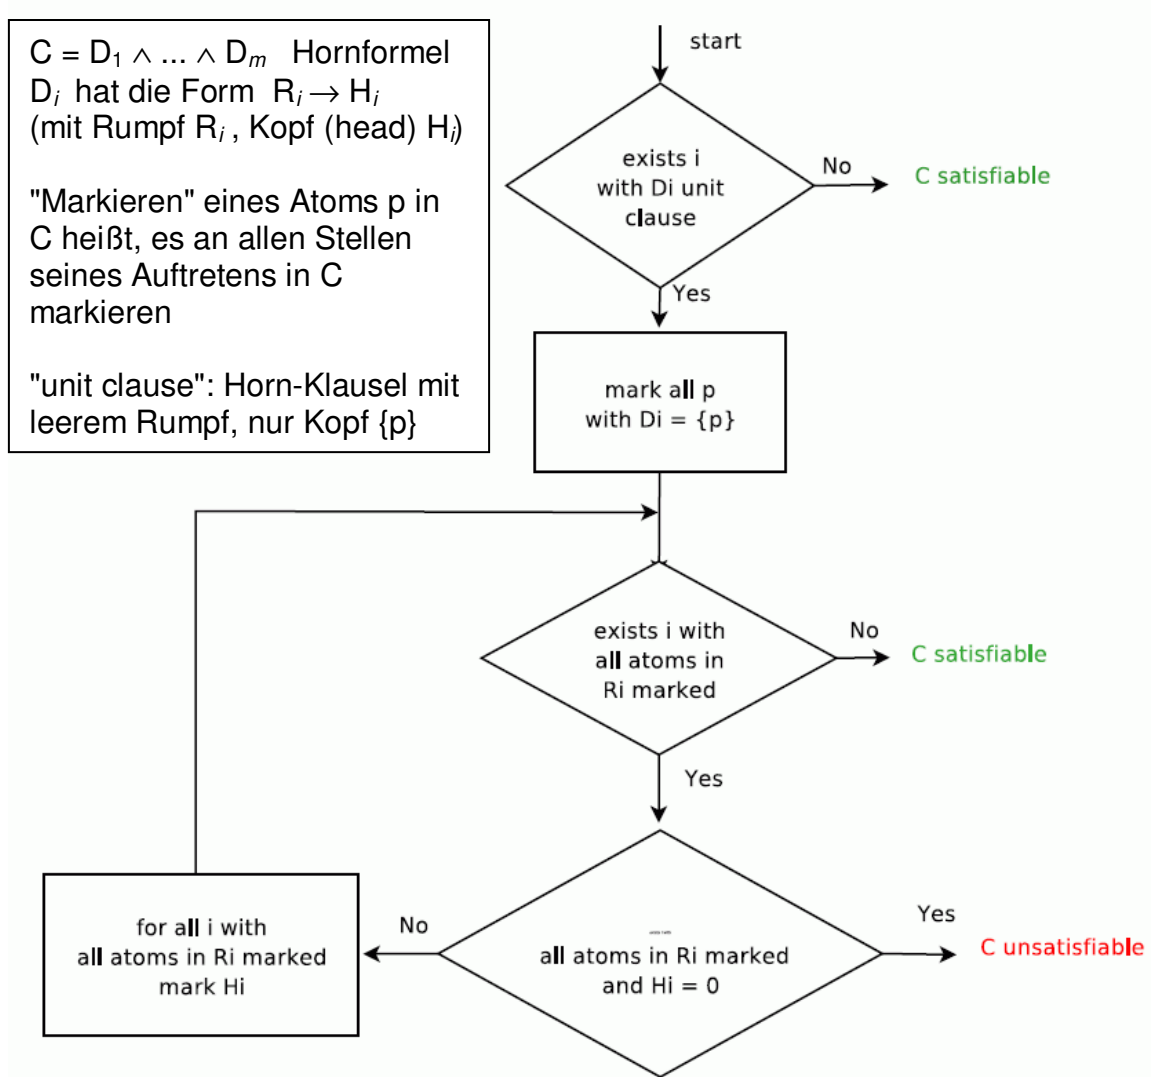 C = D₁ ∧ ... ∧ Dₘ Hornformel
Dᵢ hat die Form Rᵢ → Hᵢ
(mit Rumpf Rᵢ , Kopf (head) Hᵢ)
"Markieren" eines Atoms p in
C heißt, es an allen Stellen
seines Auftretens in C
markieren
"unit clause": Horn-Klausel mit
leerem Rumpf, nur Kopf {p}
start
exists i
with Di unit
clause
No
C satisfiable
Yes
mark all p
with Di = {p}
exists i with
all atoms in
Ri marked
No
C satisfiable
Yes
all atoms in Ri marked
and Hi = 0
Yes
C unsatisfiable
No
for all i with
all atoms in Ri marked
mark Hi